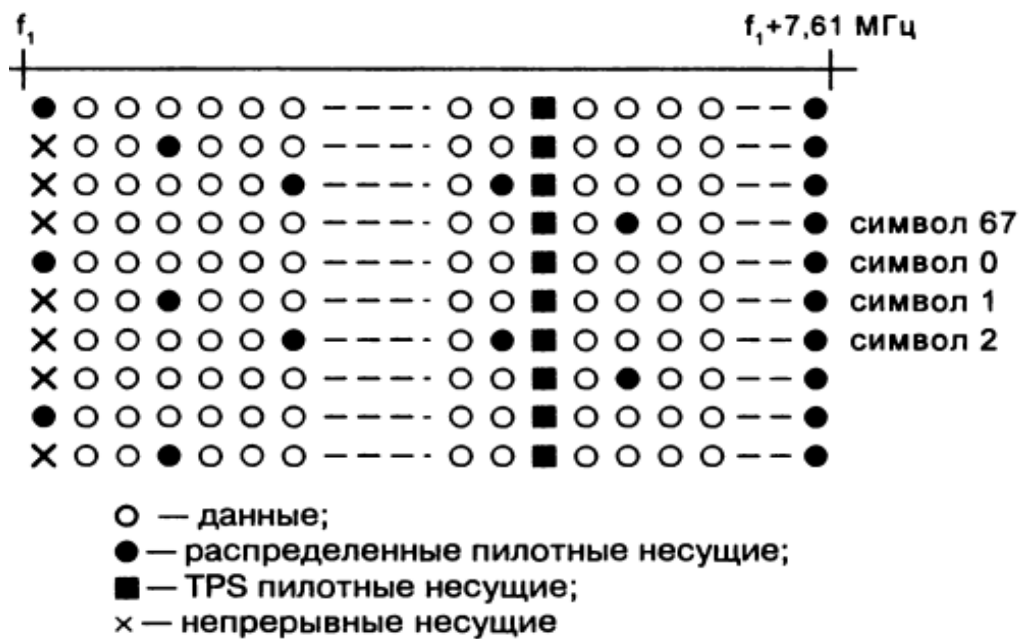 f₁ f₁+7,61 МГц
символ 67
символ 0
символ 1
символ 2
— данные;
— распределенные пилотные несущие;
— TPS пилотные несущие;
— непрерывные несущие